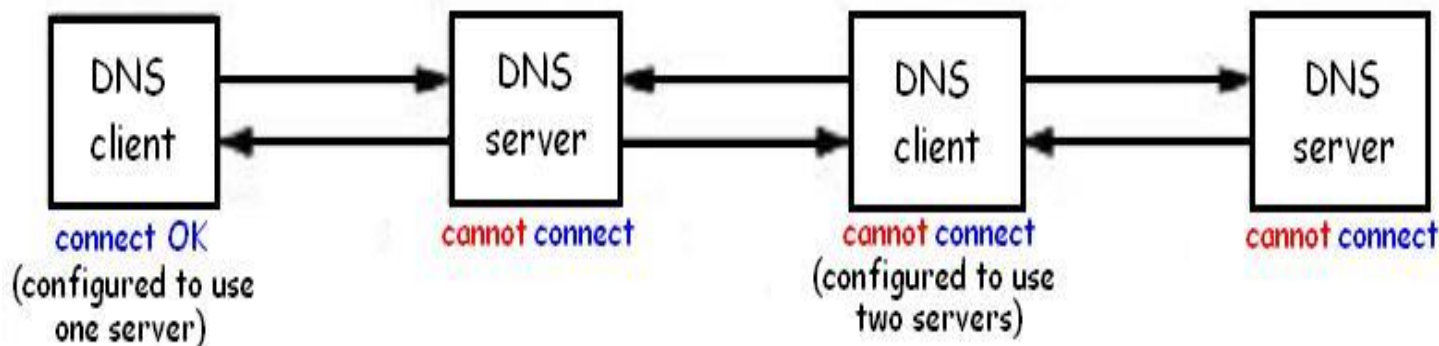 DNS
client
connect OK
(configured to use
one server)
DNS
server
cannot connect
DNS
client
cannot connect
(configured to use
two servers)
DNS
server
cannot connect